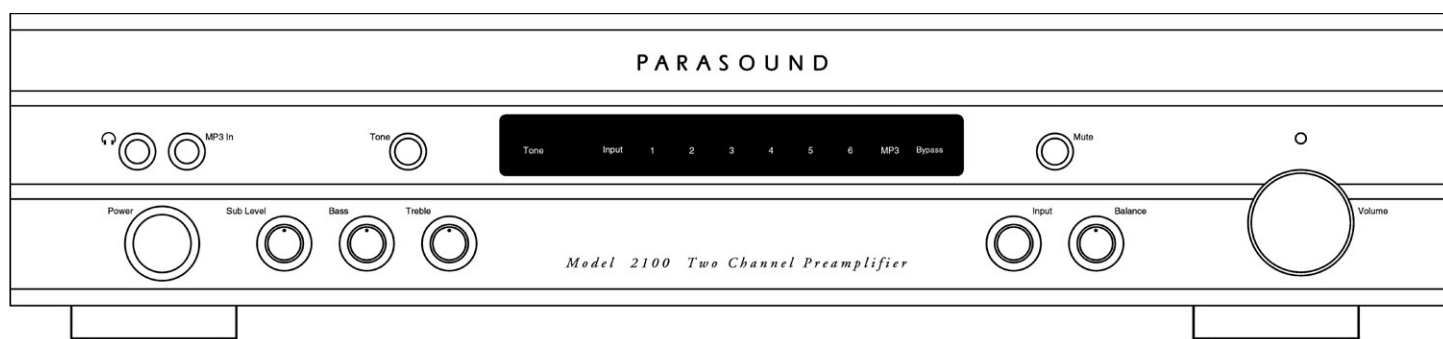 PARASOUND
MP3 In
Tone
Tone Input 1 2 3 4 5 6 MP3 Bypass
Mute
Power
Sub Level
Bass
Treble
Input
Balance
Volume
Model 2100 Two Channel Preamplifier